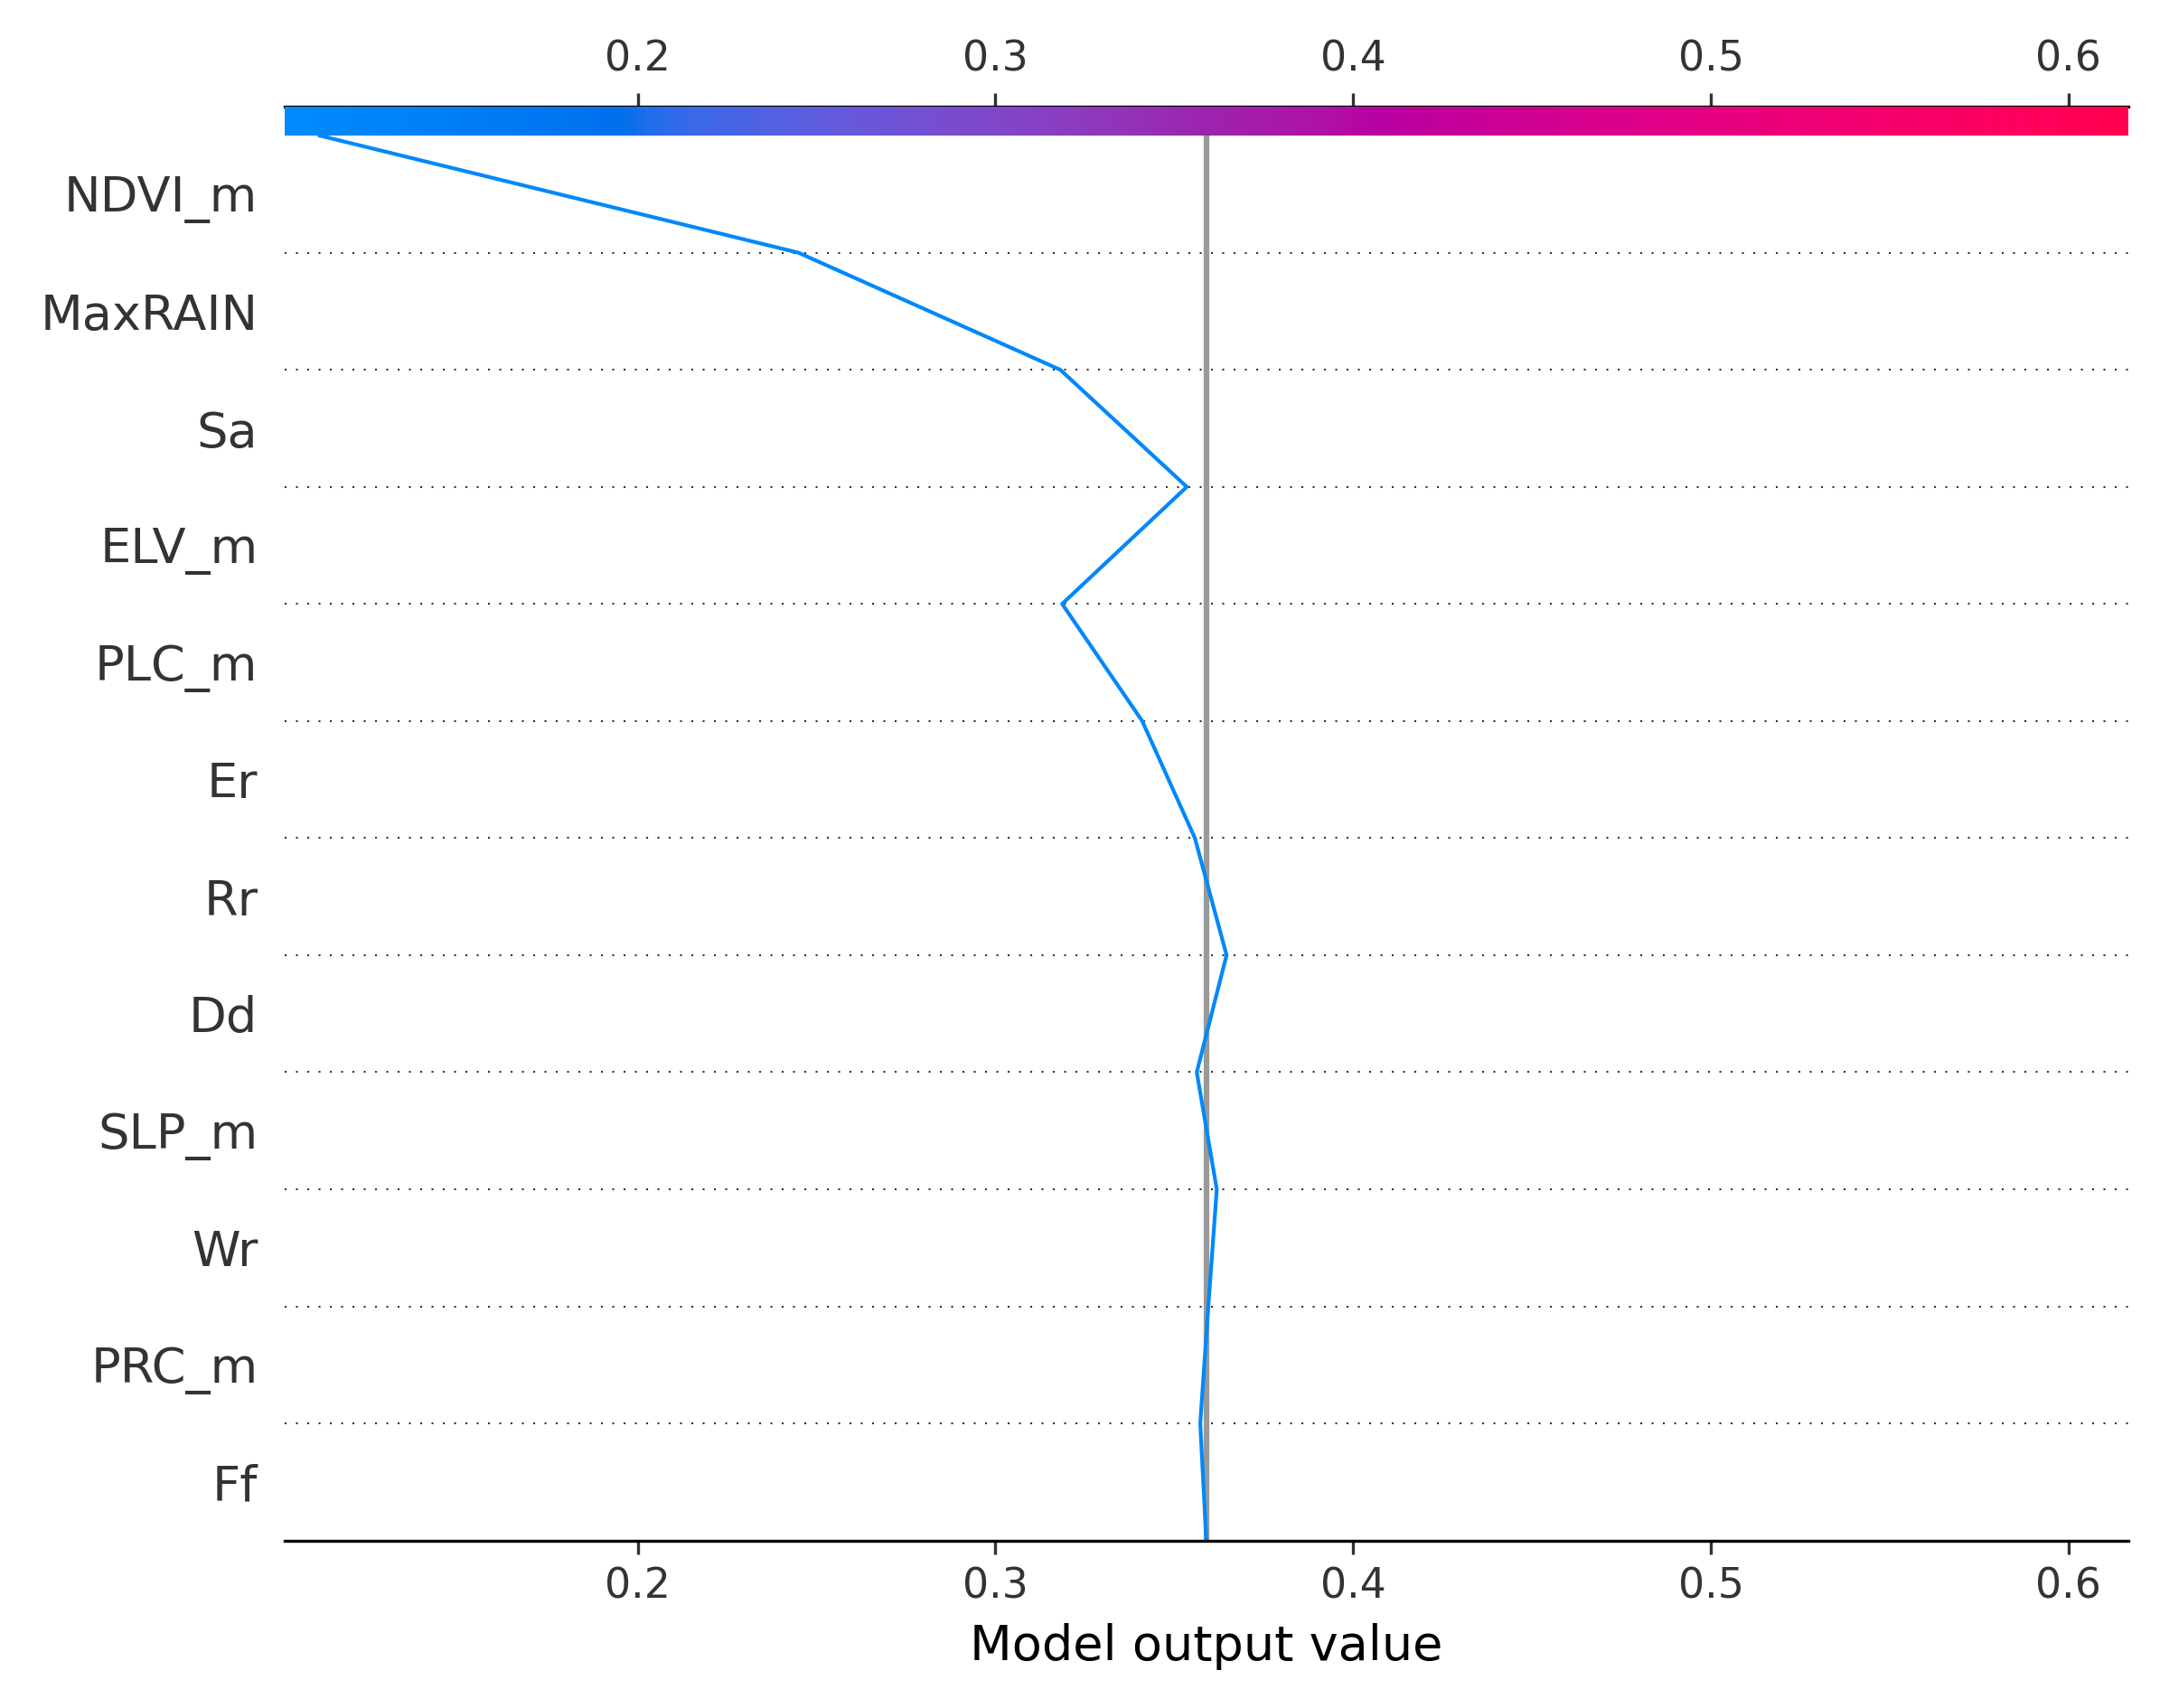 0.2 0.3 0.4 0.5 0.6
NDVI_m
MaxRAIN
Sa
ELV_m
PLC_m
Er
Rr
Dd
SLP_m
Wr
PRC_m
Ff
0.2 0.3 0.4 0.5 0.6
Model output value